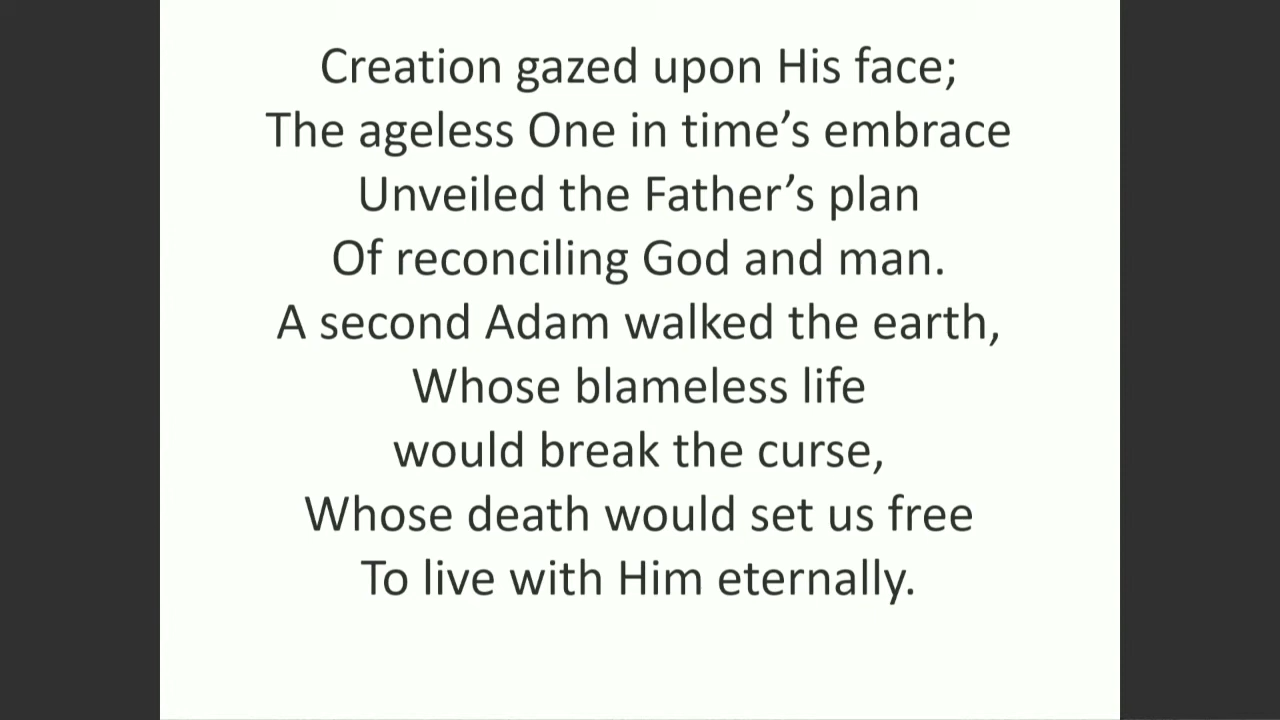 Creation gazed upon His face;
The ageless One in time’s embrace
Unveiled the Father’s plan
Of reconciling God and man.
A second Adam walked the earth,
Whose blameless life
would break the curse,
Whose death would set us free
To live with Him eternally.